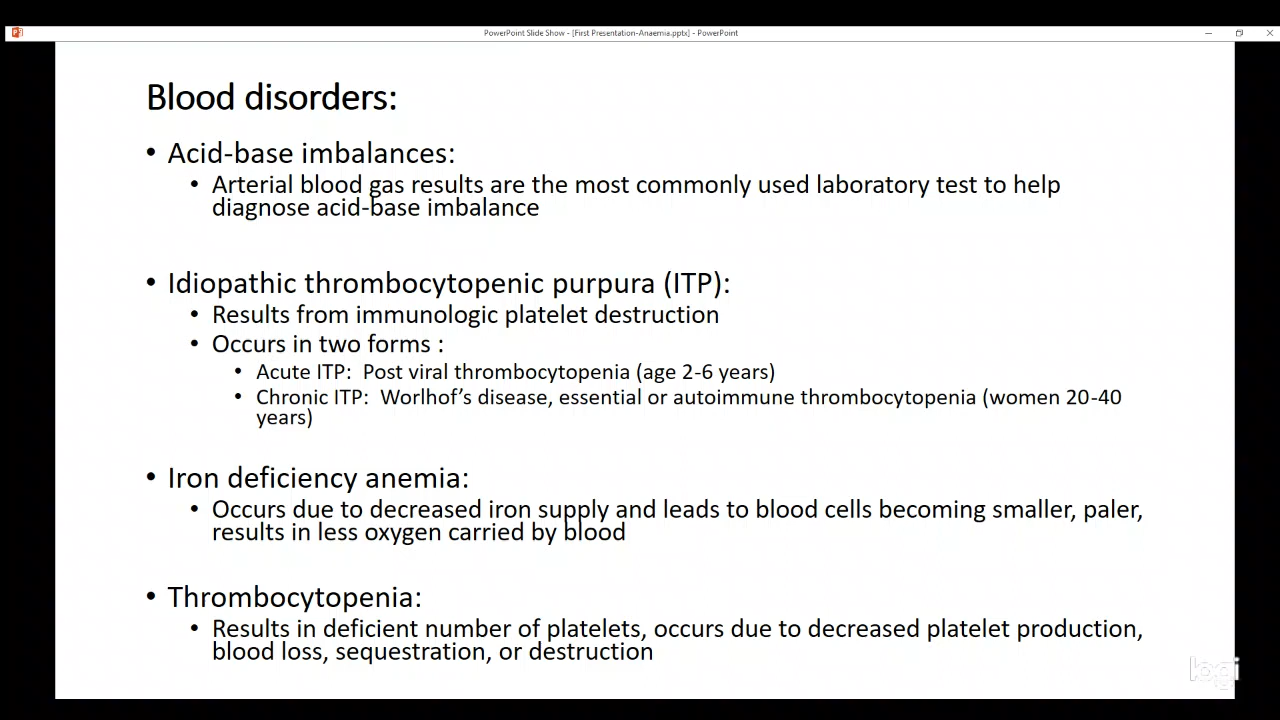 PowerPoint Slide Show - [First Presentation-Anaemia.pptx] - PowerPoint
Blood disorders:
• Acid-base imbalances:
• Arterial blood gas results are the most commonly used laboratory test to help
diagnose acid-base imbalance
• Idiopathic thrombocytopenic purpura (ITP):
• Results from immunologic platelet destruction
• Occurs in two forms :
• Acute ITP: Post viral thrombocytopenia (age 2-6 years)
• Chronic ITP: Worlhof's disease, essential or autoimmune thrombocytopenia (women 20-40
years)
• Iron deficiency anemia:
• Occurs due to decreased iron supply and leads to blood cells becoming smaller, paler,
results in less oxygen carried by blood
• Thrombocytopenia:
• Results in deficient number of platelets, occurs due to decreased platelet production,
blood loss, sequestration, or destruction
logi